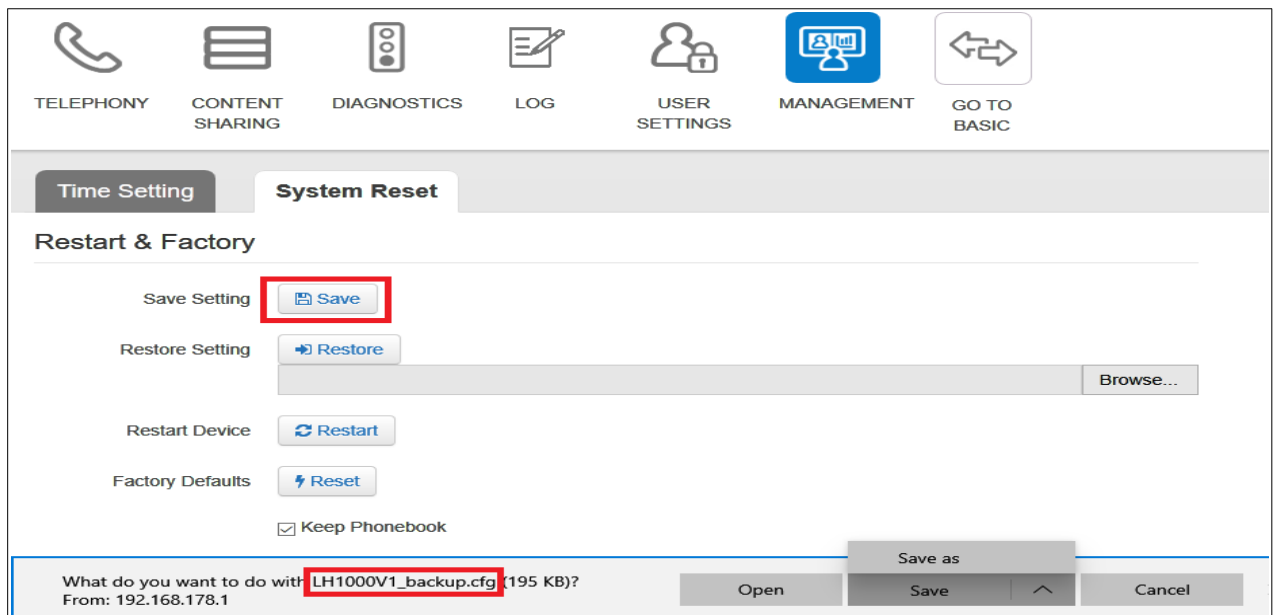 TELEPHONY
CONTENT
SHARING
DIAGNOSTICS
LOG
USER
SETTINGS
MANAGEMENT
GO TO
BASIC
Time Setting
System Reset
Restart & Factory
Save Setting
Save
Restore Setting
Restore
Browse...
Restart Device
Restart
Factory Defaults
Reset
Keep Phonebook
Save as
What do you want to do with LH1000V1_backup.cfg (195 KB)?
From: 192.168.178.1
Open
Save
Cancel